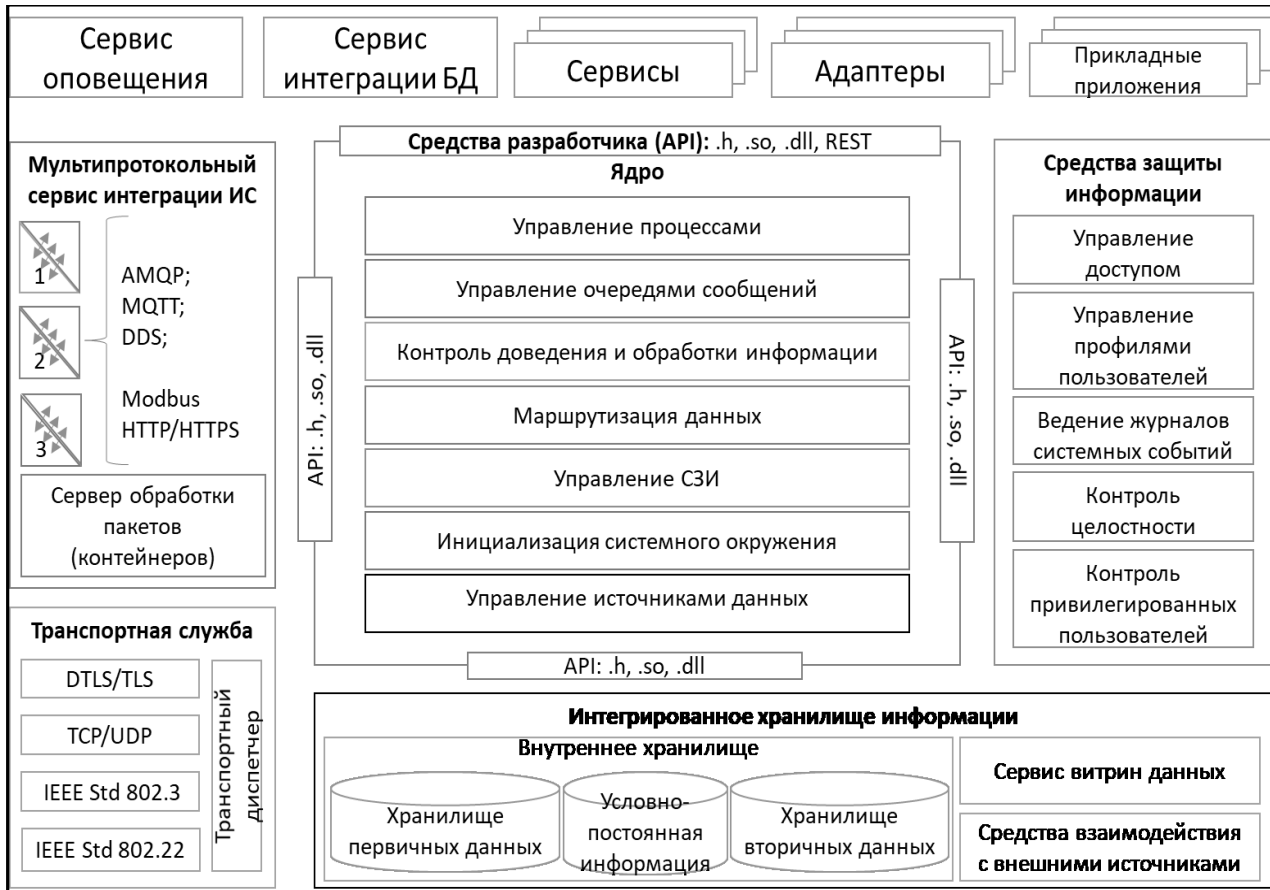 Сервис
оповещения
Сервис
интеграции БД
Сервисы
Адаптеры
Прикладные
приложения
Мультипротокольный
сервис интеграции ИС
1
2
3
AMQP;
MQTT;
DDS;
Modbus
HTTP/HTTPS
Сервер обработки
пакетов
(контейнеров)
Транспортная служба
DTLS/TLS
TCP/UDP
IEEE Std 802.3
IEEE Std 802.22
Транспортный
диспетчер
Средства разработчика (API): .h, .so, .dll, REST
Ядро
API: .h, .so, .dll
Управление процессами
Управление очередями сообщений
Контроль доведения и обработки информации
Маршрутизация данных
Управление СЗИ
Инициализация системного окружения
Управление источниками данных
API: .h, .so, .dll
API: .h, .so, .dll
Средства защиты
информации
Управление
доступом
Управление
профилями
пользователей
Ведение журналов
системных событий
Контроль
целостности
Контроль
привилегированных
пользователей
Интегрированное хранилище информации
Внутреннее хранилище
Хранилище
первичных данных
Условно-
постоянная
информация
Хранилище
вторичных данных
Сервис витрин данных
Средства взаимодействия
с внешними источниками